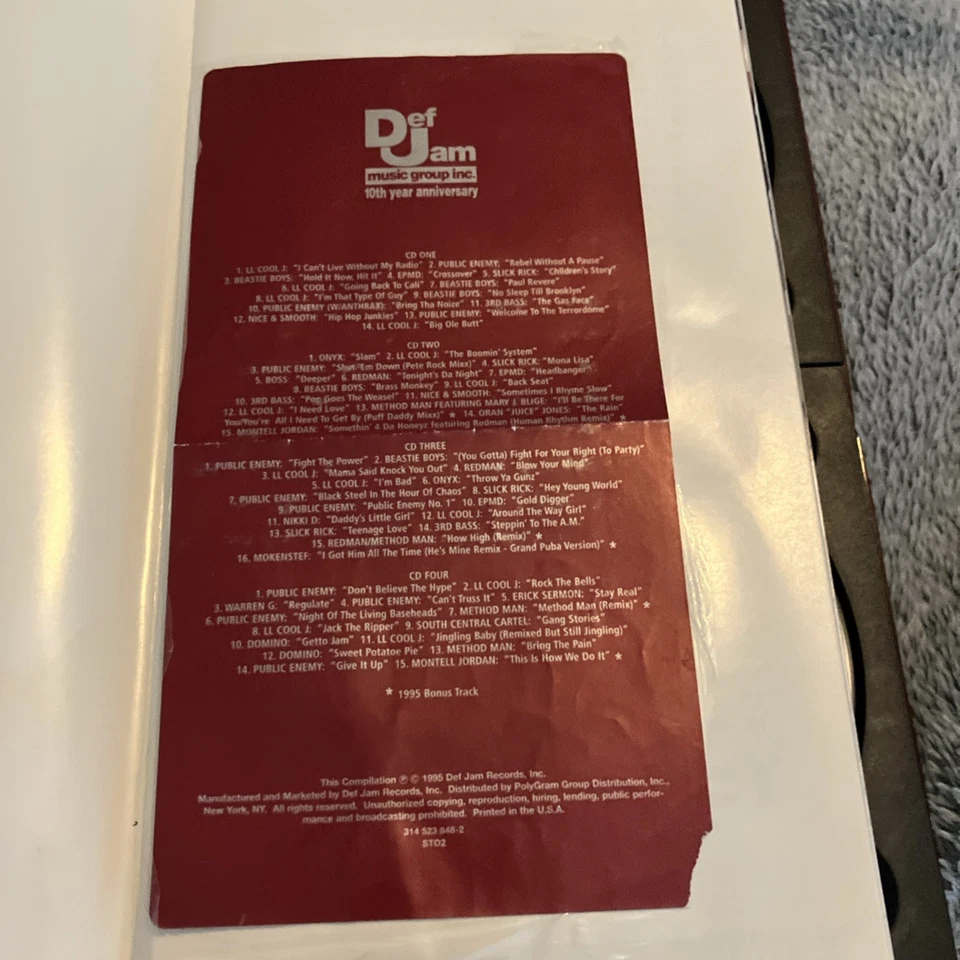 Def Jam
music group inc.
10th year anniversary
CD ONE
1. LL COOL J: "I Can't Live Without My Radio" 2. PUBLIC ENEMY: "Rebel Without A Pause"
3. BEASTIE BOYS: "Hold It Now, Hit It" 4. EPMD: "Crossover" 5. SLICK RICK: "Children's Story"
6. LL COOL J: "Going Back To Cali" 7. BEASTIE BOYS: "Paul Revere"
8. LL COOL J: "I'm That Type Of Guy" 9. BEASTIE BOYS: "No Sleep Till Brooklyn"
10. PUBLIC ENEMY (W/ANTHRAX): "Bring Tha Noize" 11. 3RD BASS: "The Gas Face"
12. NICE & SMOOTH: "Hip Hop Junkies" 13. PUBLIC ENEMY: "Welcome To The Terrordome"
14. LL COOL J: "Big Ole Butt"
CD TWO
1. ONYX: "Slam" 2. LL COOL J: "The Boomin' System"
3. PUBLIC ENEMY: "Shut 'Em Down (Pete Rock Mixx)" 4. SLICK RICK: "Mona Lisa"
5. BOSS: "Deeper" 6. REDMAN: "Tonight's Da Night" 7. EPMD: "Headbanger"
8. BEASTIE BOYS: "Brass Monkey" 9. LL COOL J: "Back Seat"
10. 3RD BASS: "Pop Goes The Weasel" 11. NICE & SMOOTH: "Sometimes I Rhyme Slow"
12. LL COOL J: "I Need Love" 13. METHOD MAN FEATURING MARY J. BLIGE: "I'll Be There For
You/You're All I Need To Get By (Puff Daddy Mixx)" * 14. ORAN "JUICE" JONES: "The Rain"
15. MONTELL JORDAN: "Somethin' 4 Da Honeyz featuring Redman (Human Rhythm Remix)" *
CD THREE
1. PUBLIC ENEMY: "Fight The Power" 2. BEASTIE BOYS: "(You Gotta) Fight For Your Right (To Party)"
3. LL COOL J: "Mama Said Knock You Out" 4. REDMAN: "Blow Your Mind"
5. LL COOL J: "I'm Bad" 6. ONYX: "Throw Ya Gunz"
7. PUBLIC ENEMY: "Black Steel In The Hour Of Chaos" 8. SLICK RICK: "Hey Young World"
9. PUBLIC ENEMY: "Public Enemy No. 1" 10. EPMD: "Gold Digger"
11. NIKKI D: "Daddy's Little Girl" 12. LL COOL J: "Around The Way Girl"
13. SLICK RICK: "Teenage Love" 14. 3RD BASS: "Steppin' To The A.M."
15. REDMAN/METHOD MAN: "How High (Remix)" *
16. MOKENSTEF: "I Got Him All The Time (He's Mine Remix - Grand Puba Version)" *
CD FOUR
1. PUBLIC ENEMY: "Don't Believe The Hype" 2. LL COOL J: "Rock The Bells"
3. WARREN G: "Regulate" 4. PUBLIC ENEMY: "Can't Truss It" 5. ERICK SERMON: "Stay Real"
6. PUBLIC ENEMY: "Night Of The Living Baseheads" 7. METHOD MAN: "Method Man (Remix)" *
8. LL COOL J: "Jack The Ripper" 9. SOUTH CENTRAL CARTEL: "Gang Stories"
10. DOMINO: "Getto Jam" 11. LL COOL J: "Jingling Baby (Remixed But Still Jingling)"
12. DOMINO: "Sweet Potatoe Pie" 13. METHOD MAN: "Bring The Pain"
14. PUBLIC ENEMY: "Give It Up" 15. MONTELL JORDAN: "This Is How We Do It" *
* 1995 Bonus Track
This Compilation ℗ © 1995 Def Jam Records, Inc.
Manufactured and Marketed by Def Jam Records, Inc. Distributed by PolyGram Group Distribution, Inc.,
New York, NY. All rights reserved. Unauthorized copying, reproduction, hiring, lending, public perfor-
mance and broadcasting prohibited. Printed in the U.S.A.
314 523 848-2
ST02